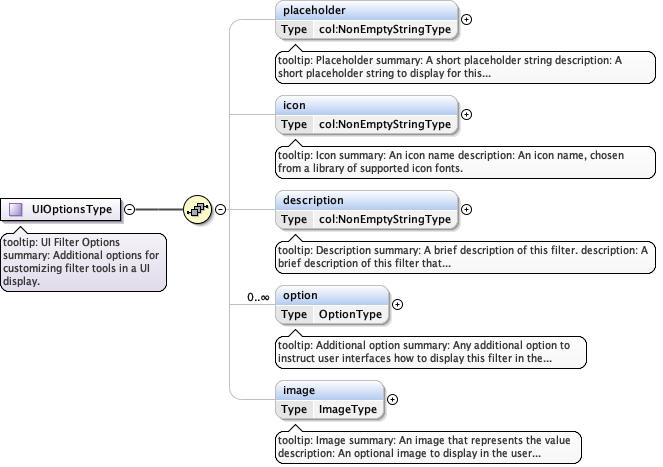 placeholder
Type col:NonEmptyStringType
tooltip: Placeholder summary: A short placeholder string description: A
short placeholder string to display for this...
icon
Type col:NonEmptyStringType
tooltip: Icon summary: An icon name description: An icon name, chosen
from a library of supported icon fonts.
UIOptionsType
tooltip: UI Filter Options
summary: Additional options for
customizing filter tools in a UI
display.
description
Type col:NonEmptyStringType
tooltip: Description summary: A brief description of this filter. description: A
brief description of this filter that...
0..∞
option
Type OptionType
tooltip: Additional option summary: Any additional option to
instruct user interfaces how to display this filter in the...
image
Type ImageType
tooltip: Image summary: An image that represents the value
description: An optional image to display in the user...